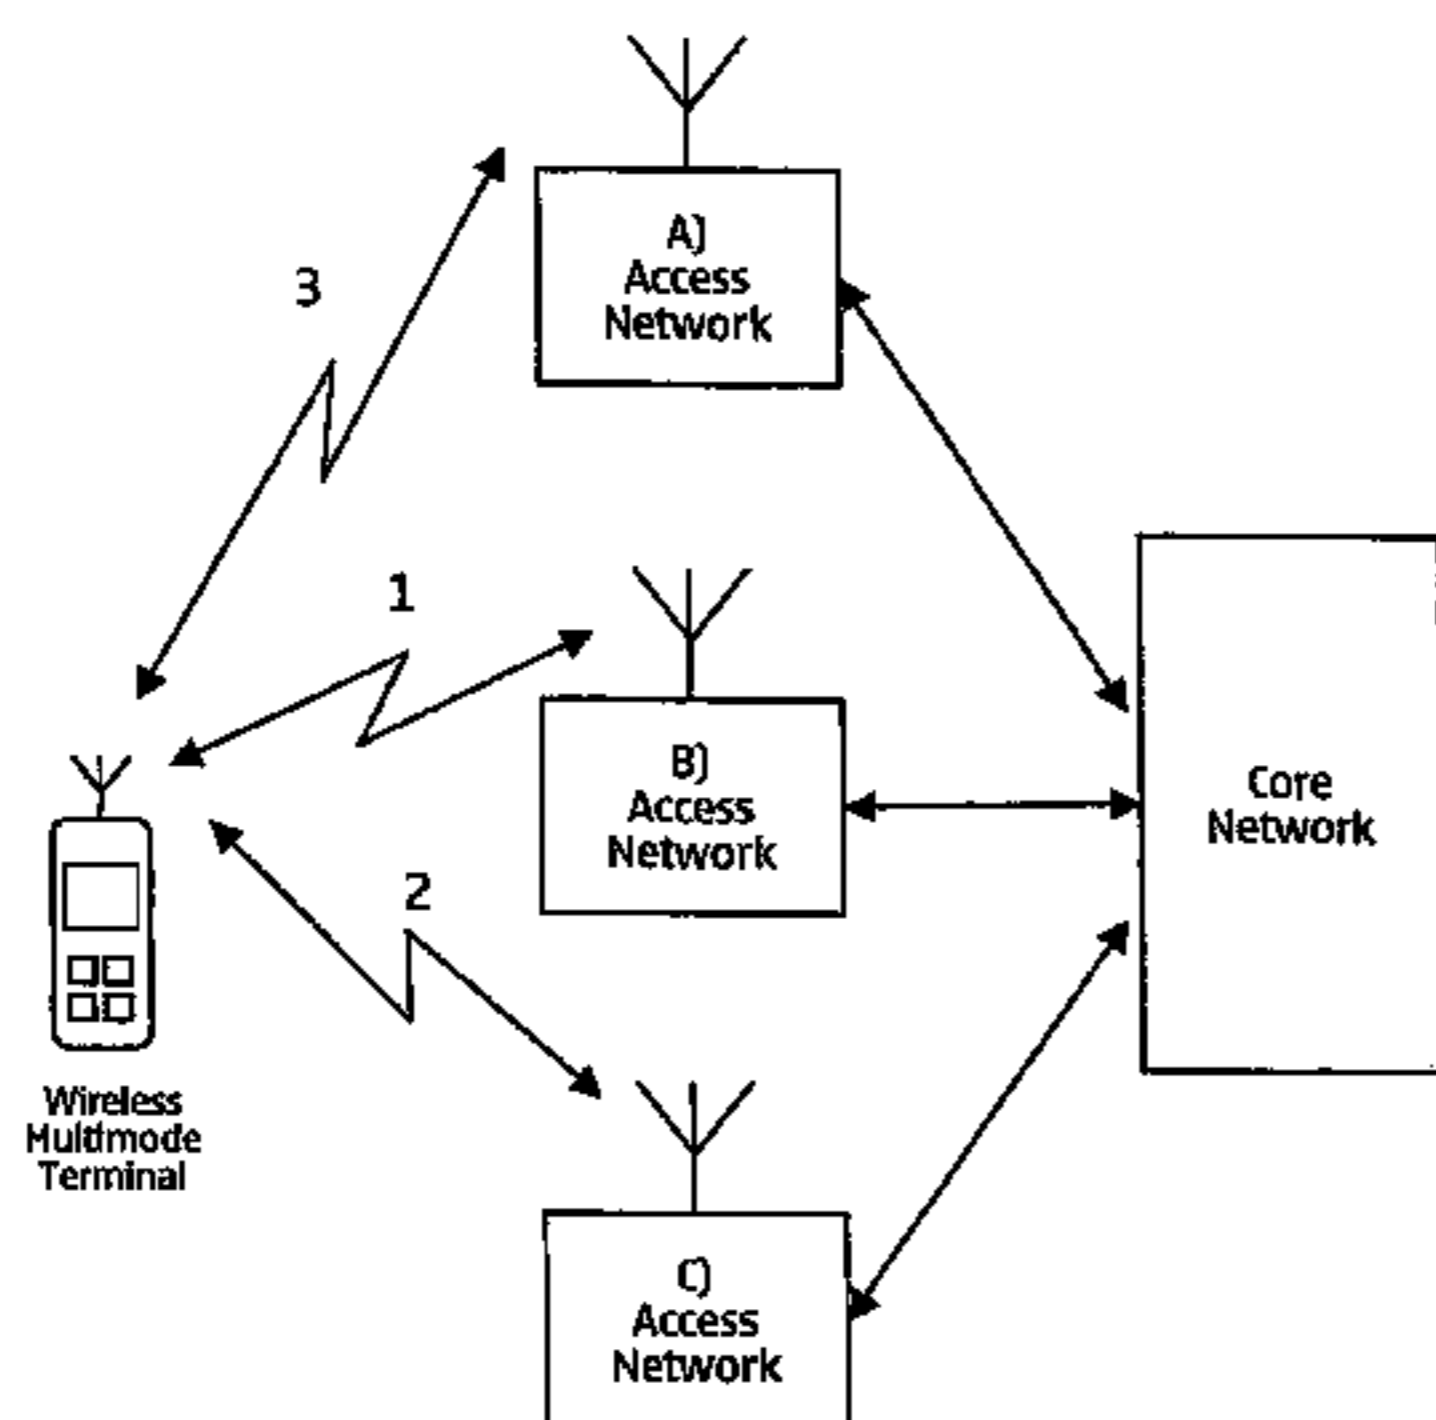 A)
Access
Network
3
1
B)
Access
Network
Core
Network
2
Wireless
Multimode
Terminal
C)
Access
Network